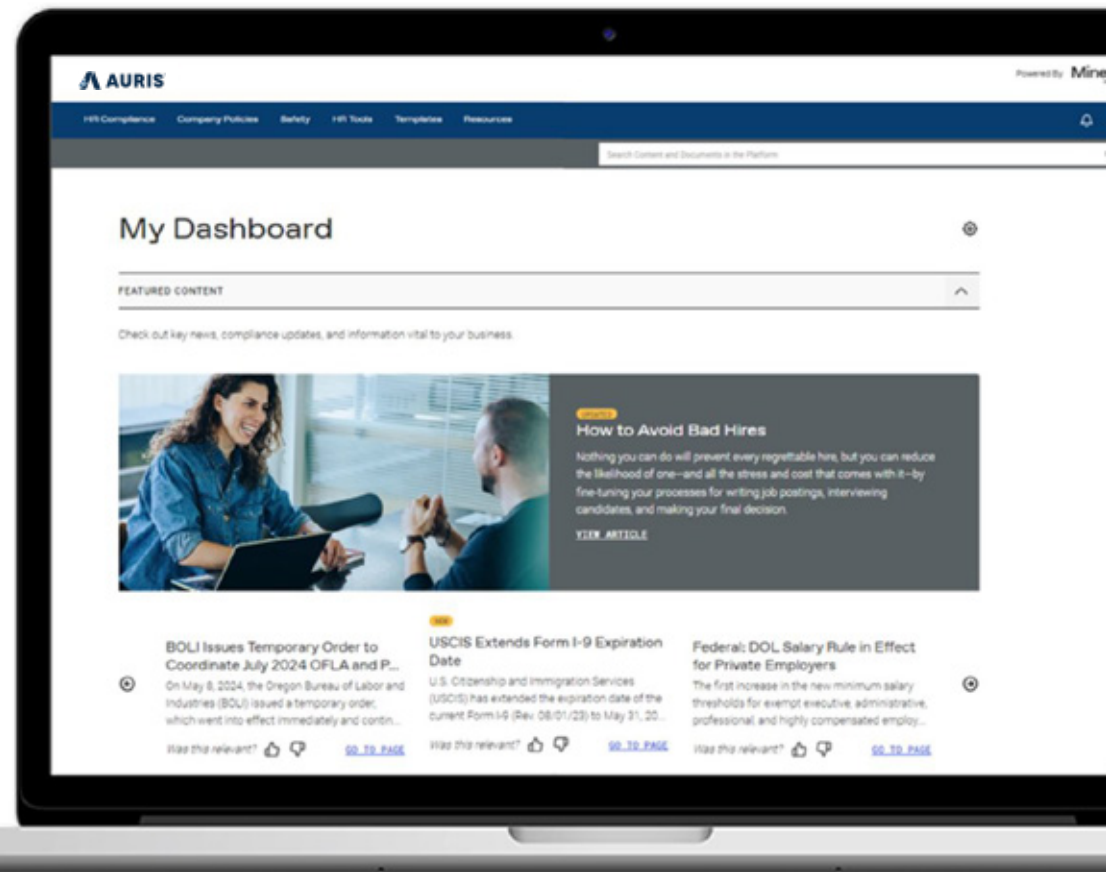 AURIS
Powered By Mine
HR Compliance Company Policies Safety HR Tools Templates Resources
Search Content and Documents in the Platform
My Dashboard
FEATURED CONTENT
Check out key news, compliance updates, and information vital to your business.
UPDATED
How to Avoid Bad Hires
Nothing you can do will prevent every regrettable hire, but you can reduce
the likelihood of one—and all the stress and cost that comes with it—by
fine-tuning your processes for writing job postings, interviewing
candidates, and making your final decision.
VIEW ARTICLE
BOLI Issues Temporary Order to
Coordinate July 2024 OFLA and P...
On May 8, 2024, the Oregon Bureau of Labor and
Industries (BOLI) issued a temporary order,
which went into effect immediately and contin...
Was this relevant? GO TO PAGE
NEW
USCIS Extends Form I-9 Expiration
Date
U.S. Citizenship and Immigration Services
(USCIS) has extended the expiration date of the
current Form I-9 (Rev. 08/01/23) to May 31, 20...
Was this relevant? GO TO PAGE
Federal: DOL Salary Rule in Effect
for Private Employers
The first increase in the new minimum salary
thresholds for exempt executive, administrative,
professional, and highly compensated employ...
Was this relevant? GO TO PAGE